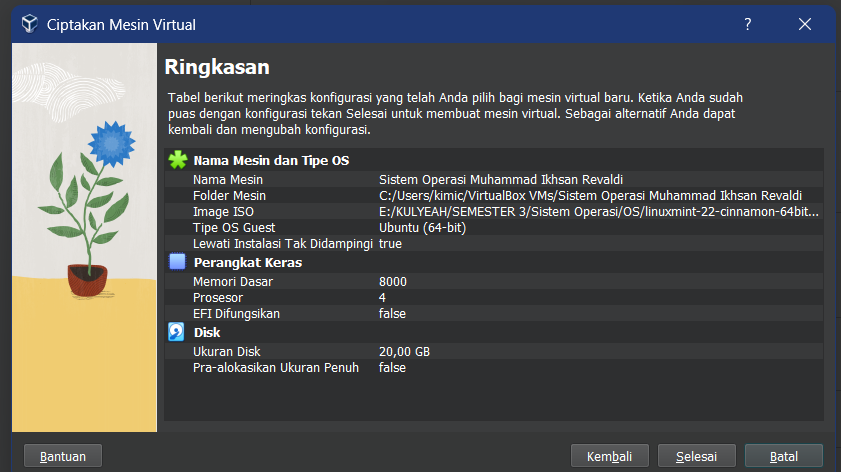 Ciptakan Mesin Virtual
?
Ringkasan
Tabel berikut meringkas konfigurasi yang telah Anda pilih bagi mesin virtual baru. Ketika Anda sudah
puas dengan konfigurasi tekan Selesai untuk membuat mesin virtual. Sebagai alternatif Anda dapat
kembali dan mengubah konfigurasi.
Nama Mesin dan Tipe OS
Nama Mesin Sistem Operasi Muhammad Ikhsan Revaldi
Folder Mesin C:/Users/kimic/VirtualBox VMs/Sistem Operasi Muhammad Ikhsan Revaldi
Image ISO E:/KULYEAH/SEMESTER 3/Sistem Operasi/OS/linuxmint-22-cinnamon-64bit...
Tipe OS Guest Ubuntu (64-bit)
Lewati Instalasi Tak Didampingi true
Perangkat Keras
Memori Dasar 8000
Prosesor 4
EFI Difungsikan false
Disk
Ukuran Disk 20,00 GB
Pra-alokasikan Ukuran Penuh false
Bantuan Kembali Selesai Batal